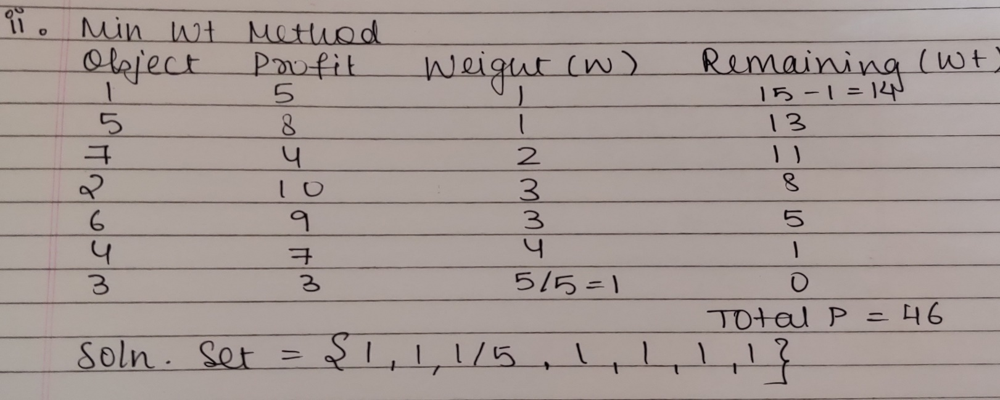 ii. Min Wt Method
Object Profit Weight (W) Remaining (Wt)
1 5 1 15 - 1 = 14
5 8 1 13
7 4 2 11
2 10 3 8
6 9 3 5
4 7 4 1
3 3 5/5 = 1 0
Total P = 46
Soln. Set = {1, 1, 1/5, 1, 1, 1, 1}